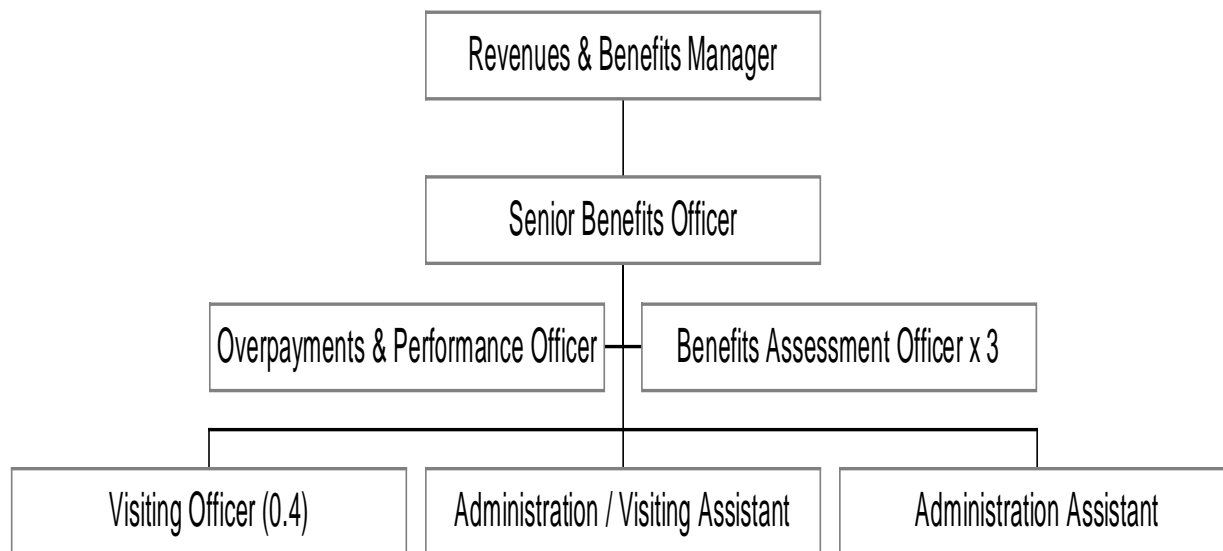 Revenues & Benefits Manager
Senior Benefits Officer
Overpayments & Performance Officer
Benefits Assessment Officer x 3
Visiting Officer (0.4)
Administration / Visiting Assistant
Administration Assistant